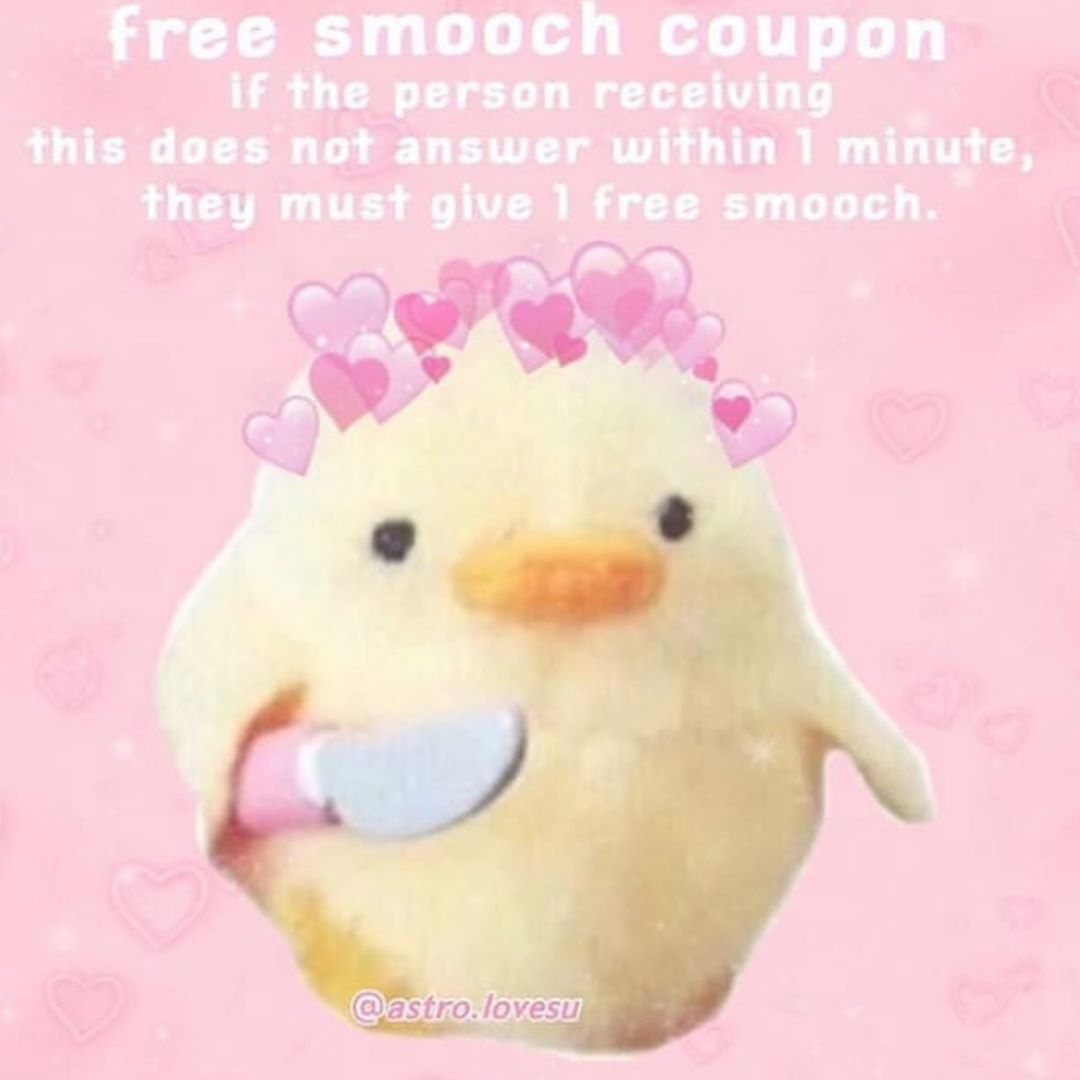 free smooch coupon
if the person receiving
this does not answer within 1 minute,
they must give 1 free smooch.
@astro.lovesu